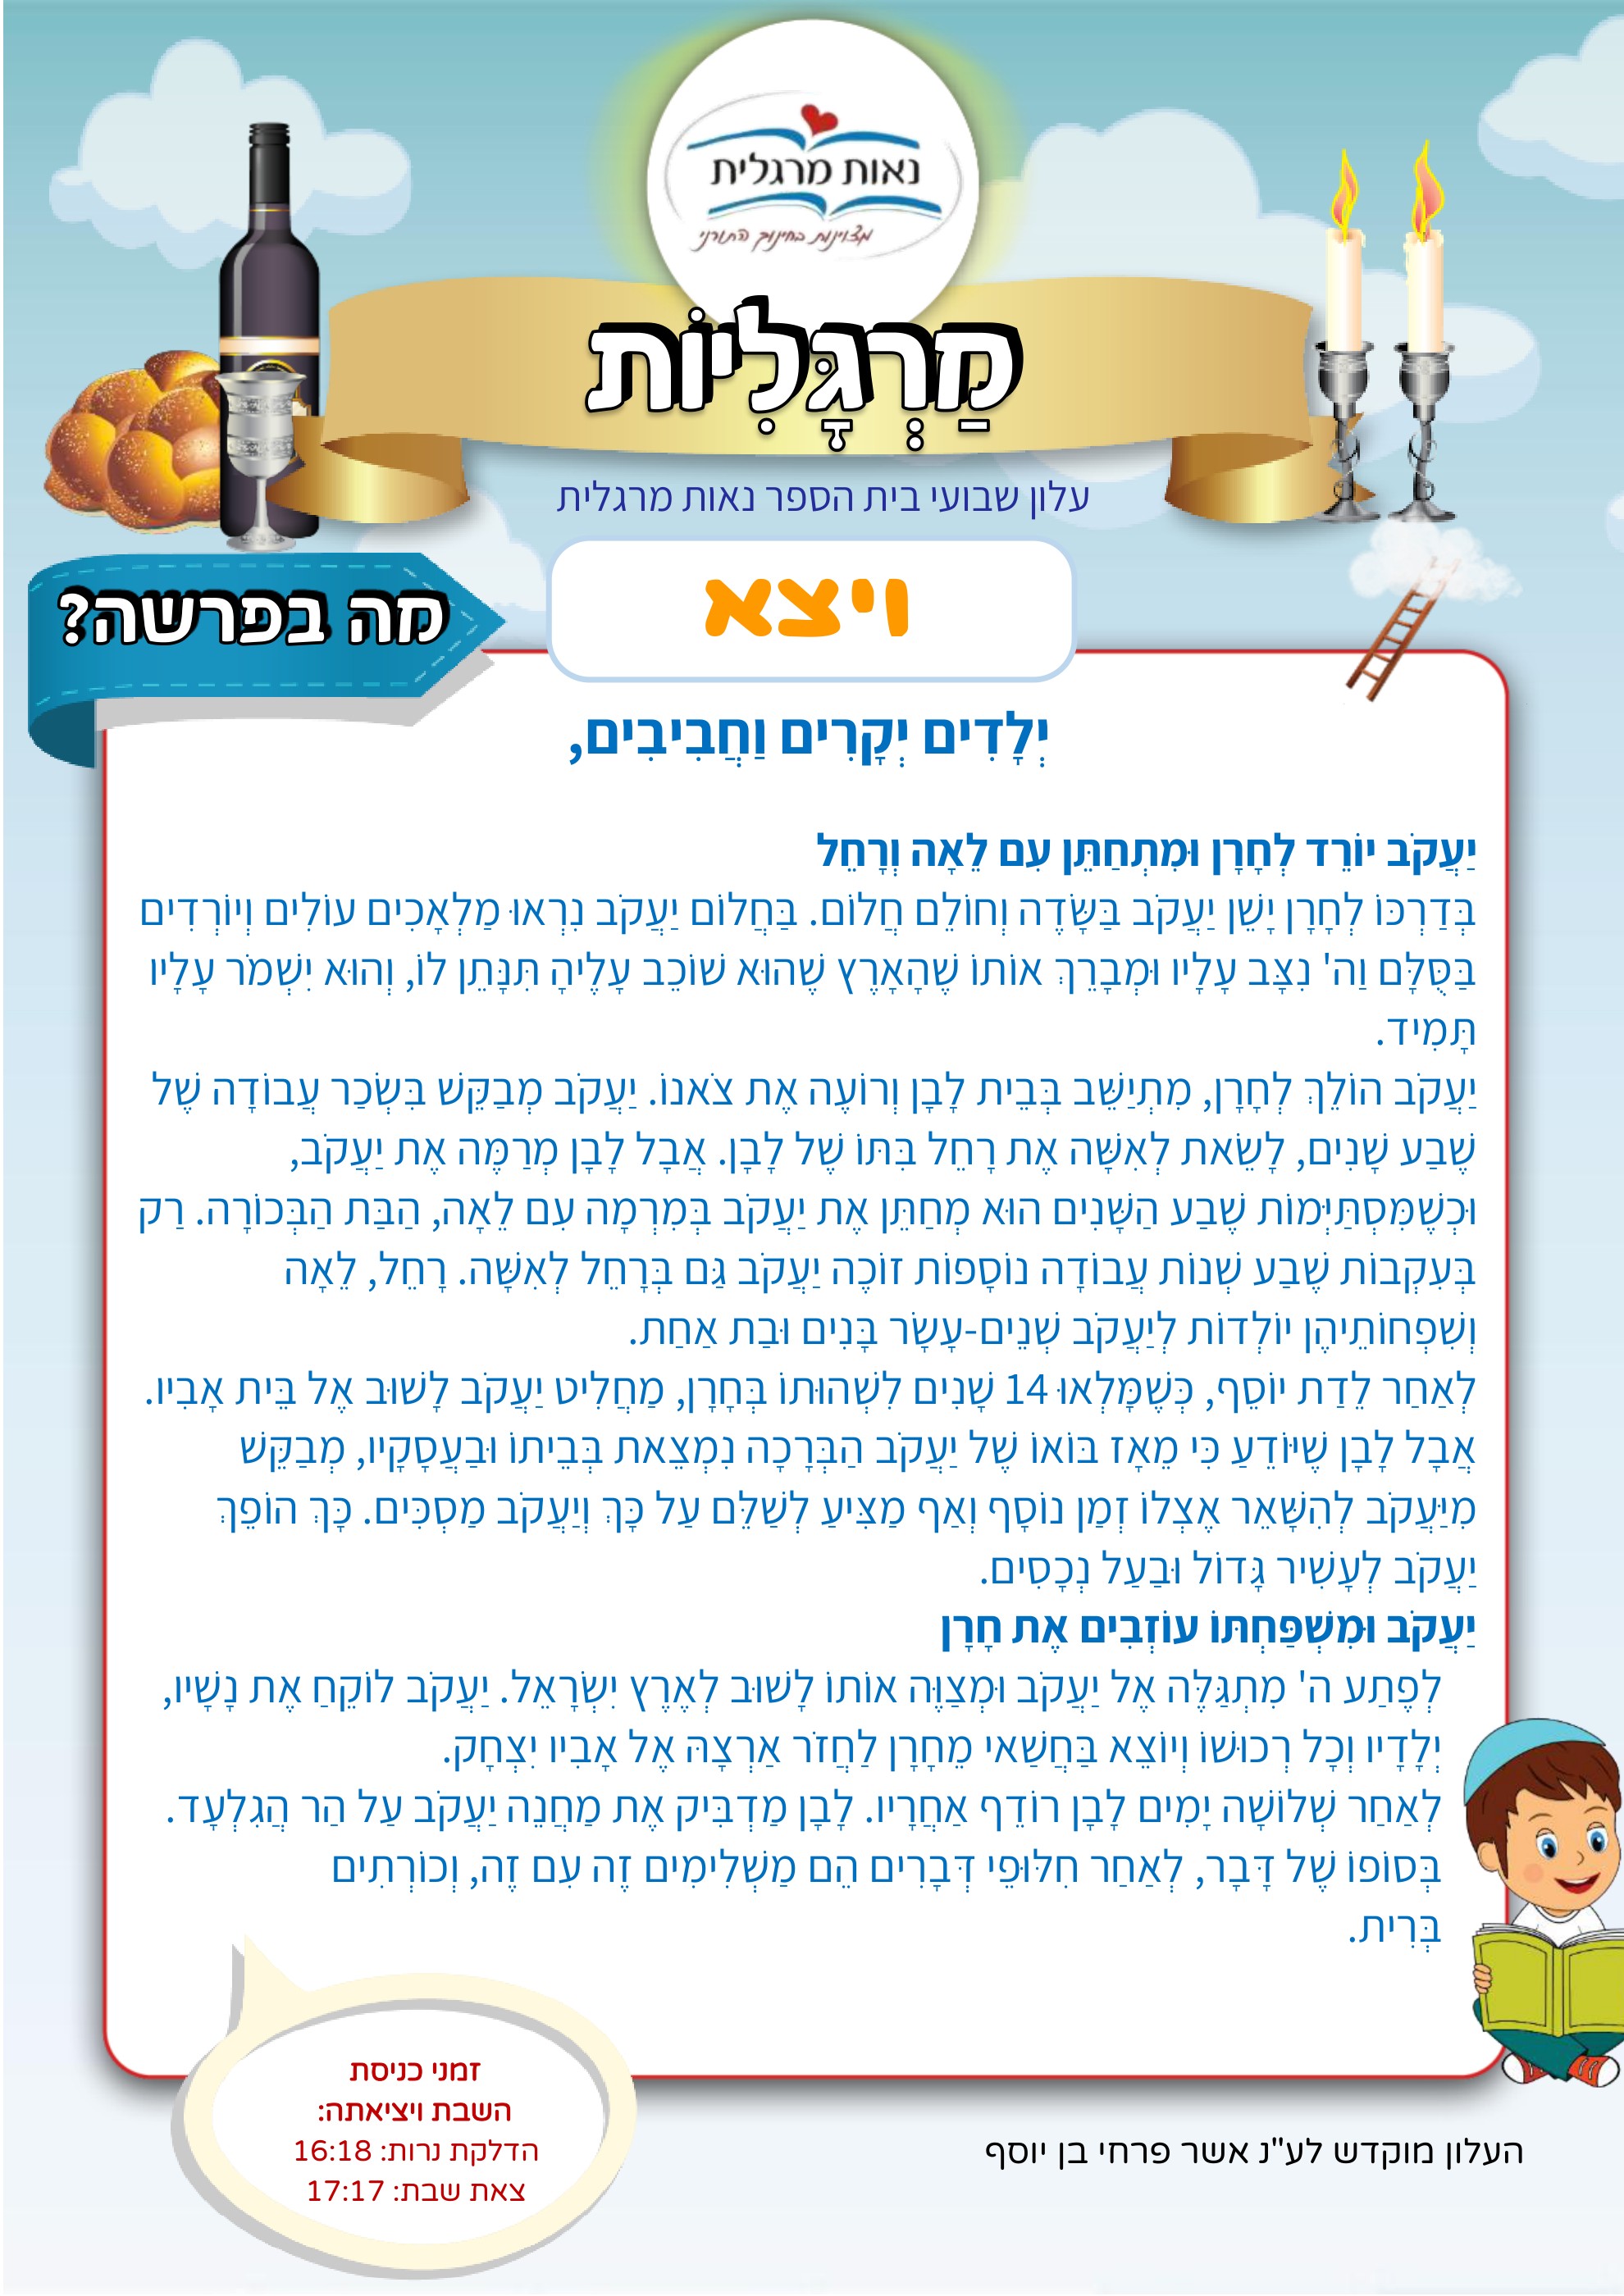 נאות מרגלית
מצוינות בחינוך התורני
מַרְגָּלִיּוֹת
עלון שבועי בית הספר נאות מרגלית
ויצא
מה בפרשה?
יְלָדִים יְקָרִים וַחֲבִיבִים,
יַעֲקֹב יוֹרֵד לְחָרָן וּמִתְחַתֵּן עִם לֵאָה וְרָחֵל
בְּדַרְכּוֹ לְחָרָן יָשֵׁן יַעֲקֹב בַּשָּׂדֶה וְחוֹלֵם חֲלוֹם. בַּחֲלוֹם יַעֲקֹב נִרְאוּ מַלְאָכִים עוֹלִים וְיוֹרְדִים
בַּסֻּלָּם וַה' נִצָּב עָלָיו וּמְבָרֵךְ אוֹתוֹ שֶׁהָאָרֶץ שֶׁהוּא שׁוֹכֵב עָלֶיהָ תִּנָּתֵן לוֹ, וְהוּא יִשְׁמֹר עָלָיו
תָּמִיד.
יַעֲקֹב הוֹלֵךְ לְחָרָן, מִתְיַשֵּׁב בְּבֵית לָבָן וְרוֹעֶה אֶת צֹאנוֹ. יַעֲקֹב מְבַקֵּשׁ בִּשְׂכַר עֲבוֹדָה שֶׁל
שֶׁבַע שָׁנִים, לָשֵׂאת לְאִשָּׁה אֶת רָחֵל בִּתּוֹ שֶׁל לָבָן. אֲבָל לָבָן מְרַמֶּה אֶת יַעֲקֹב,
וּכְשֶׁמִּסְתַּיְּמוֹת שֶׁבַע הַשָּׁנִים הוּא מְחַתֵּן אֶת יַעֲקֹב בְּמִרְמָה עִם לֵאָה, הַבַּת הַבְּכוֹרָה. רַק
בְּעִקְבוֹת שֶׁבַע שְׁנוֹת עֲבוֹדָה נוֹסָפוֹת זוֹכֶה יַעֲקֹב גַּם בְּרָחֵל לְאִשָּׁה. רָחֵל, לֵאָה
וְשִׁפְחוֹתֵיהֶן יוֹלְדוֹת לְיַעֲקֹב שְׁנֵים-עָשָׂר בָּנִים וּבַת אַחַת.
לְאַחַר לֵדַת יוֹסֵף, כְּשֶׁמָּלְאוּ 14 שָׁנִים לִשְׁהוּתוֹ בְּחָרָן, מַחֲלִיט יַעֲקֹב לָשׁוּב אֶל בֵּית אָבִיו.
אֲבָל לָבָן שֶׁיּוֹדֵעַ כִּי מֵאָז בּוֹאוֹ שֶׁל יַעֲקֹב הַבְּרָכָה נִמְצֵאת בְּבֵיתוֹ וּבַעֲסָקָיו, מְבַקֵּשׁ
מִיַּעֲקֹב לְהִשָּׁאֵר אֶצְלוֹ זְמַן נוֹסָף וְאַף מַצִּיעַ לְשַׁלֵּם עַל כָּךְ וְיַעֲקֹב מַסְכִּים. כָּךְ הוֹפֵךְ
יַעֲקֹב לְעָשִׁיר גָּדוֹל וּבַעַל נְכָסִים.
יַעֲקֹב וּמִשְׁפַּחְתּוֹ עוֹזְבִים אֶת חָרָן
לְפֶתַע ה' מִתְגַּלֶּה אֶל יַעֲקֹב וּמְצַוֶּה אוֹתוֹ לָשׁוּב לְאֶרֶץ יִשְׂרָאֵל. יַעֲקֹב לוֹקֵחַ אֶת נָשָׁיו,
יְלָדָיו וְכָל רְכוּשׁוֹ וְיוֹצֵא בַּחֲשַׁאי מֵחָרָן לַחֲזֹר אַרְצָהּ אֶל אָבִיו יִצְחָק.
לְאַחַר שְׁלוֹשָׁה יָמִים לָבָן רוֹדֵף אַחֲרָיו. לָבָן מַדְבִּיק אֶת מַחֲנֵה יַעֲקֹב עַל הַר הֲגִלְעָד.
בְּסוֹפוֹ שֶׁל דָּבָר, לְאַחַר חִלּוּפֵי דְּבָרִים הֵם מַשְׁלִימִים זֶה עִם זֶה, וְכוֹרְתִים
בְּרִית.
זמני כניסת
השבת ויציאתה:
הדלקת נרות: 16:18
צאת שבת: 17:17
העלון מוקדש לע"נ אשר פרחי בן יוסף